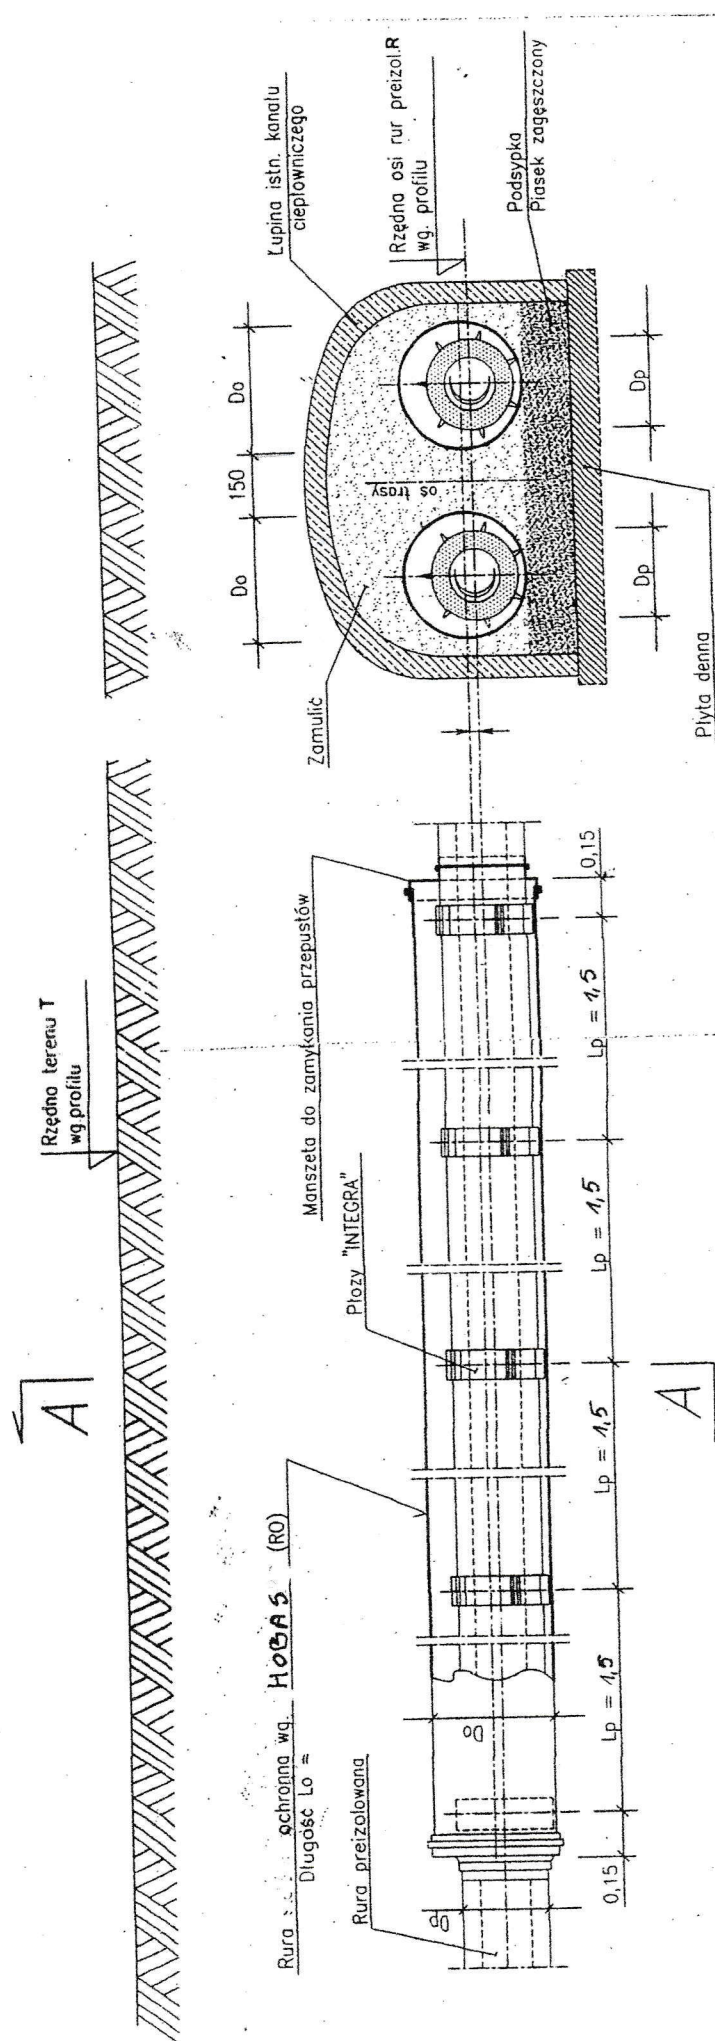 Rzędna terenu T
wg.profilu
A
Rura ochronna wg. HOBAS (RO)
Długość Lo =
Rura preizolowana
Płozy "INTEGRA"
Manszeta do zamykania przepustów
Dp
Do
0,15
Lp = 1,5
Lp = 1,5
Lp = 1,5
Lp = 1,5
0,15
A
Do
150
Do
Łupina istn. kanału
ciepłowniczego
Rzędna osi rur preizol.R
wg. profilu
Zamulić
oś trasy
Podsypka
Piasek zagęszczony
Dp
Dp
Płyta denna